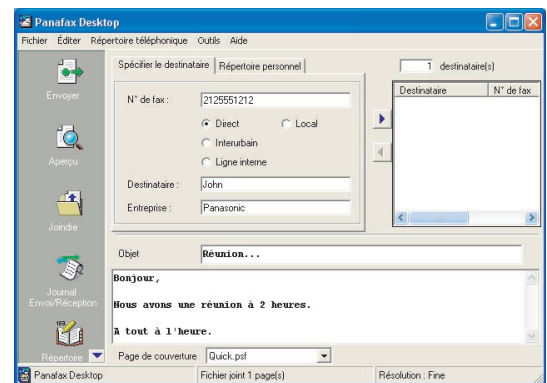 Panafax Desktop
Fichier Éditer Répertoire téléphonique Outils Aide
Envoyer
Aperçu
Joindre
Journal
Envoi/Réception
Répertoire
Spécifier le destinataire Répertoire personnel
N° de fax : 2125551212
Direct Local
Interurbain
Ligne interne
Destinataire : John
Entreprise : Panasonic
1 destinataire(s)
Destinataire N° de fax
Objet Réunion...
Bonjour,
Nous avons une réunion à 2 heures.
A tout à l'heure.
Page de couverture Quick.psf
Panafax Desktop Fichier joint 1 page(s) Résolution : Fine